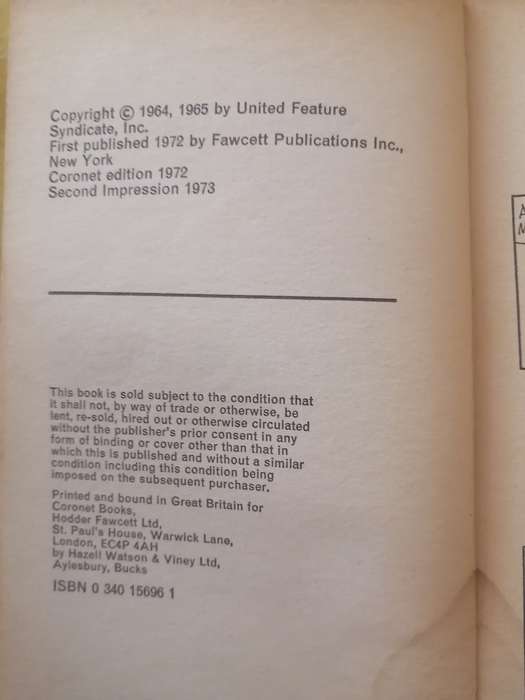 Copyright © 1964, 1965 by United Feature
Syndicate, Inc.
First published 1972 by Fawcett Publications Inc.,
New York
Coronet edition 1972
Second Impression 1973
This book is sold subject to the condition that
it shall not, by way of trade or otherwise, be
lent, re-sold, hired out or otherwise circulated
without the publisher's prior consent in any
form of binding or cover other than that in
which this is published and without a similar
condition including this condition being
imposed on the subsequent purchaser.
Printed and bound in Great Britain for
Coronet Books,
Hodder Fawcett Ltd,
St. Paul's House, Warwick Lane,
London, EC4P 4AH
by Hazell Watson & Viney Ltd,
Aylesbury, Bucks
ISBN 0 340 15696 1